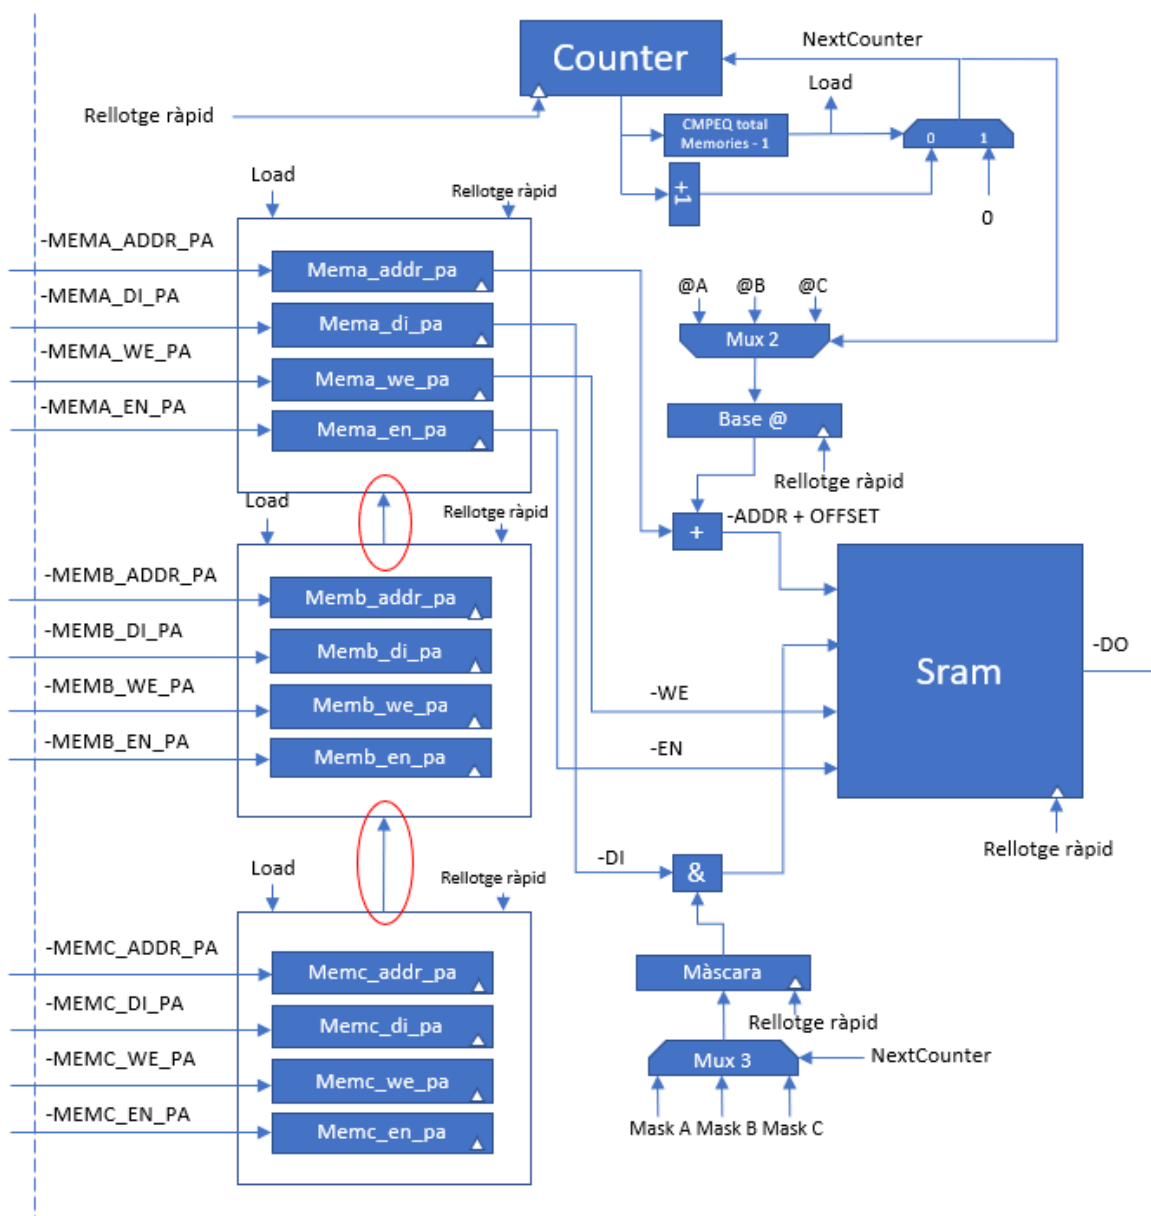 NextCounter
Counter
Load
Rellotge ràpid
CMPEQ total
Memories - 1
0 1
+1
0
Load
Rellotge ràpid
-MEMA_ADDR_PA
Mema_addr_pa
-MEMA_DI_PA
Mema_di_pa
-MEMA_WE_PA
Mema_we_pa
-MEMA_EN_PA
Mema_en_pa
@A @B @C
Mux 2
Base @
Rellotge ràpid
Load
Rellotge ràpid
+
-ADDR + OFFSET
-MEMB_ADDR_PA
Memb_addr_pa
-MEMB_DI_PA
Memb_di_pa
-MEMB_WE_PA
Memb_we_pa
-MEMB_EN_PA
Memb_en_pa
-WE
-EN
Sram
-DO
Rellotge ràpid
-DI
&
Load
Rellotge ràpid
-MEMC_ADDR_PA
Memc_addr_pa
-MEMC_DI_PA
Memc_di_pa
-MEMC_WE_PA
Memc_we_pa
-MEMC_EN_PA
Memc_en_pa
Màscara
Rellotge ràpid
Mux 3
NextCounter
Mask A Mask B Mask C